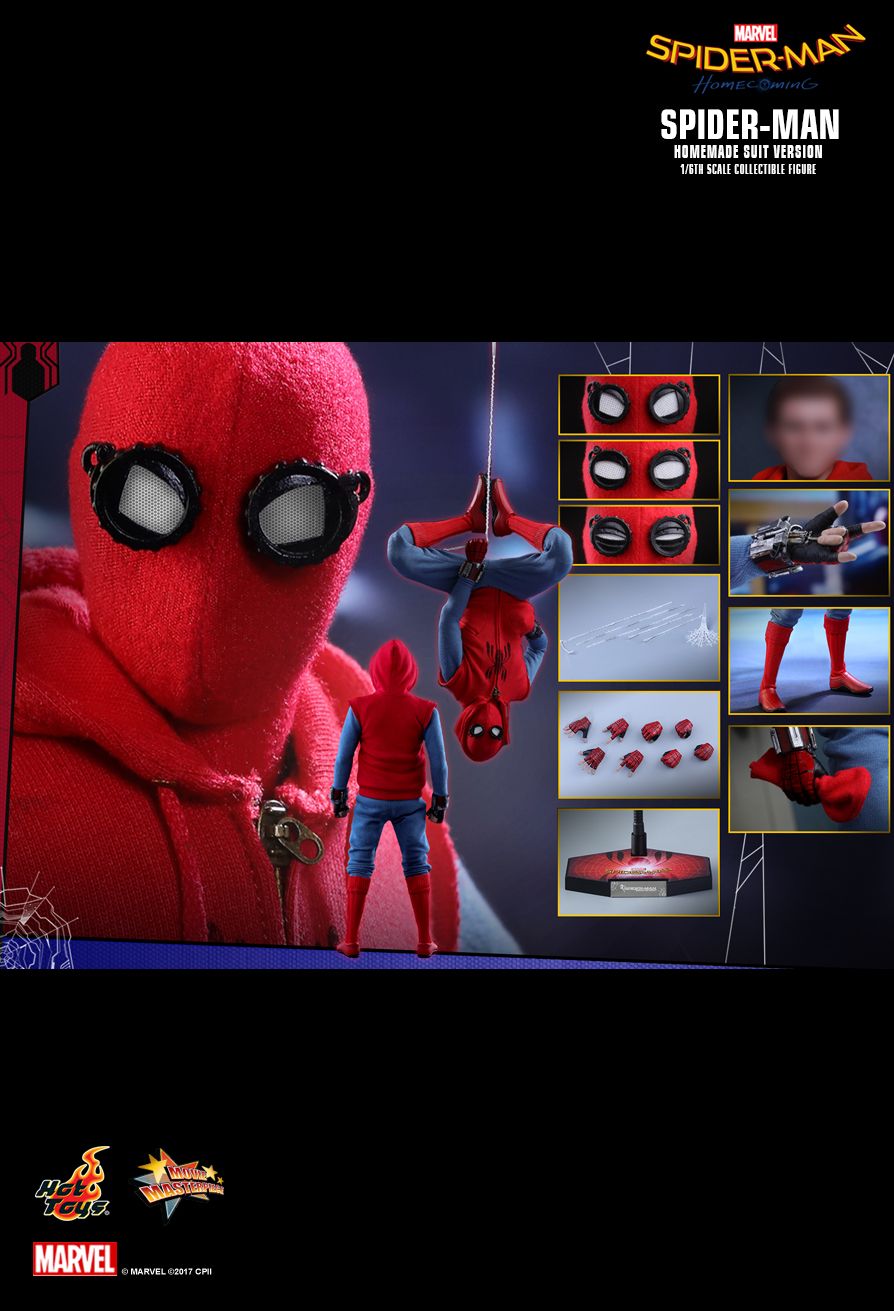 MARVEL
SPIDER-MAN
HOMECOMING
SPIDER-MAN
HOMEMADE SUIT VERSION
1/6TH SCALE COLLECTIBLE FIGURE
HOT TOYS
MOVIE
MASTERPIECE
MARVEL
© MARVEL ©2017 CPII